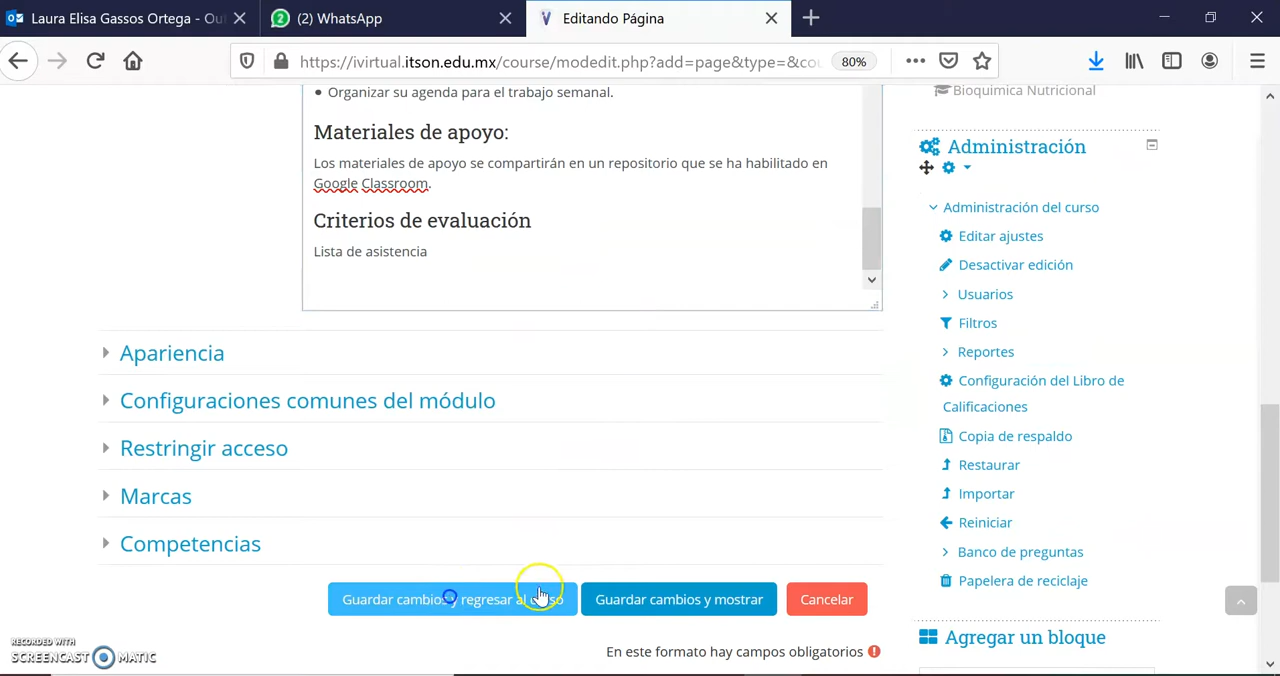 Laura Elisa Gassos Ortega - Ou
(2) WhatsApp
Editando Página
https://ivirtual.itson.edu.mx/course/modedit.php?add=page&type=&cou
80%
• Organizar su agenda para el trabajo semanal.
Materiales de apoyo:
Los materiales de apoyo se compartirán en un repositorio que se ha habilitado en
Google Classroom.
Criterios de evaluación
Lista de asistencia
Apariencia
Configuraciones comunes del módulo
Restringir acceso
Marcas
Competencias
Guardar cambios y regresar al curso
Guardar cambios y mostrar
Cancelar
En este formato hay campos obligatorios
Bioquimica Nutricional
Administración
Administración del curso
Editar ajustes
Desactivar edición
Usuarios
Filtros
Reportes
Configuración del Libro de
Calificaciones
Copia de respaldo
Restaurar
Importar
Reiniciar
Banco de preguntas
Papelera de reciclaje
Agregar un bloque
RECORDED WITH
SCREENCAST MATIC